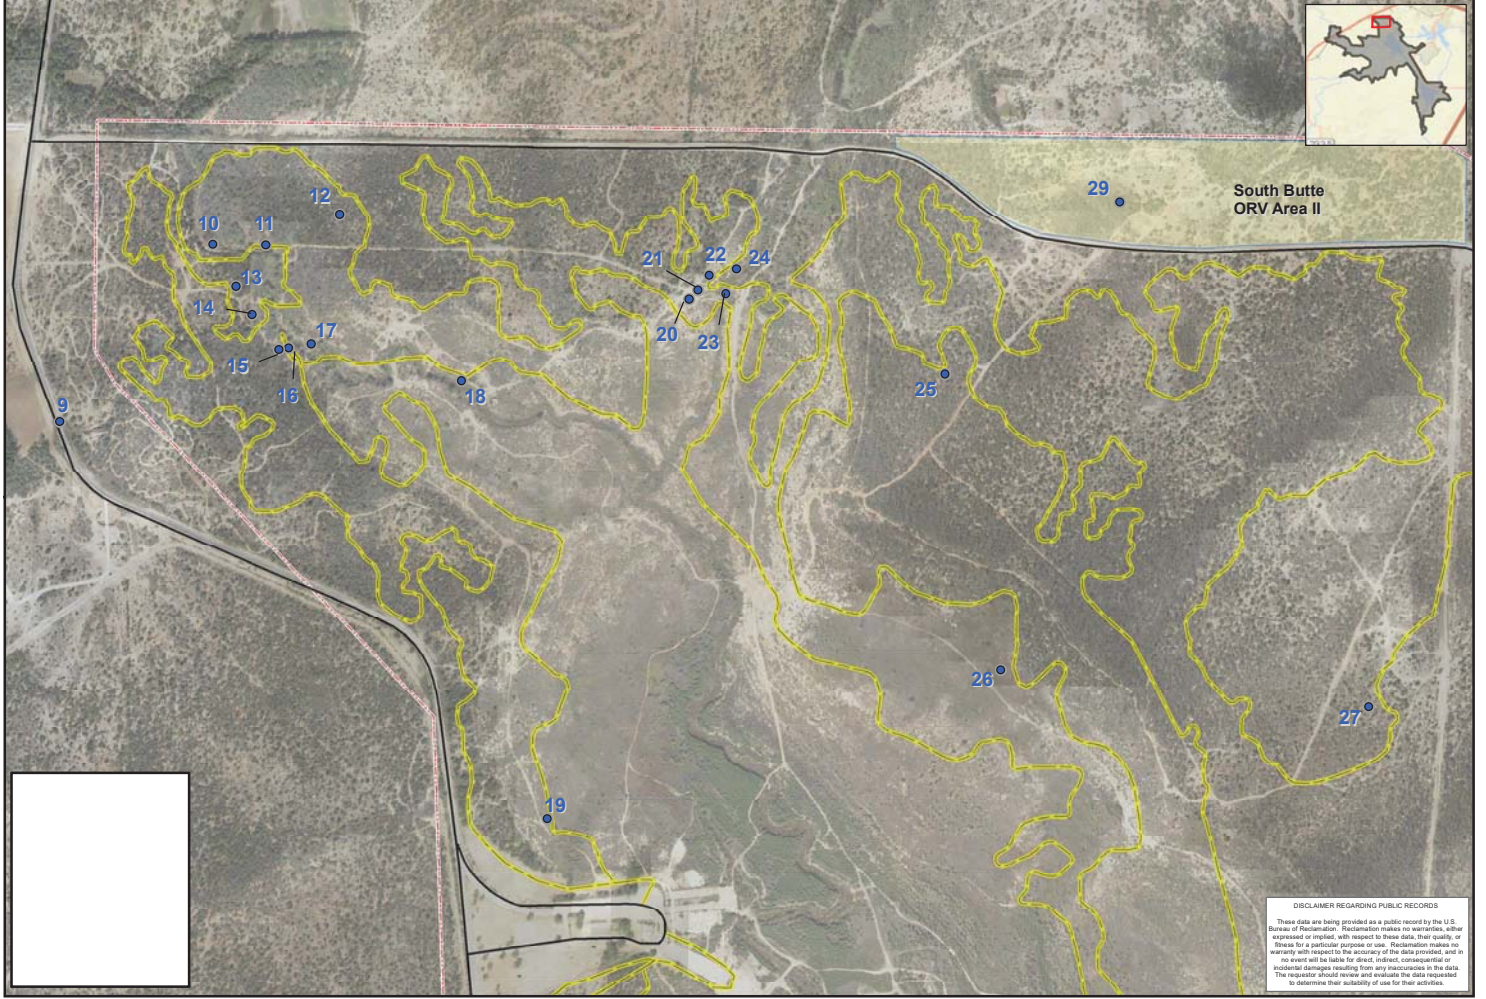 12
29
South Butte
ORV Area II
10
11
22
24
21
13
14
20
23
17
15
16
18
25
9
26
27
19
DISCLAIMER REGARDING PUBLIC RECORDS
These data are being provided as a public record by the U.S.
Bureau of Reclamation. Reclamation makes no warranties, either
expressed or implied, with respect to these data, their quality, or
fitness for a particular purpose or use. Reclamation makes no
warranty with respect to the accuracy of the data provided, and in
no event will be liable for direct, indirect, consequential or
incidental damages resulting from any inaccuracies in the data.
The requestor should review and evaluate the data requested
to determine their suitability of use for their activities.